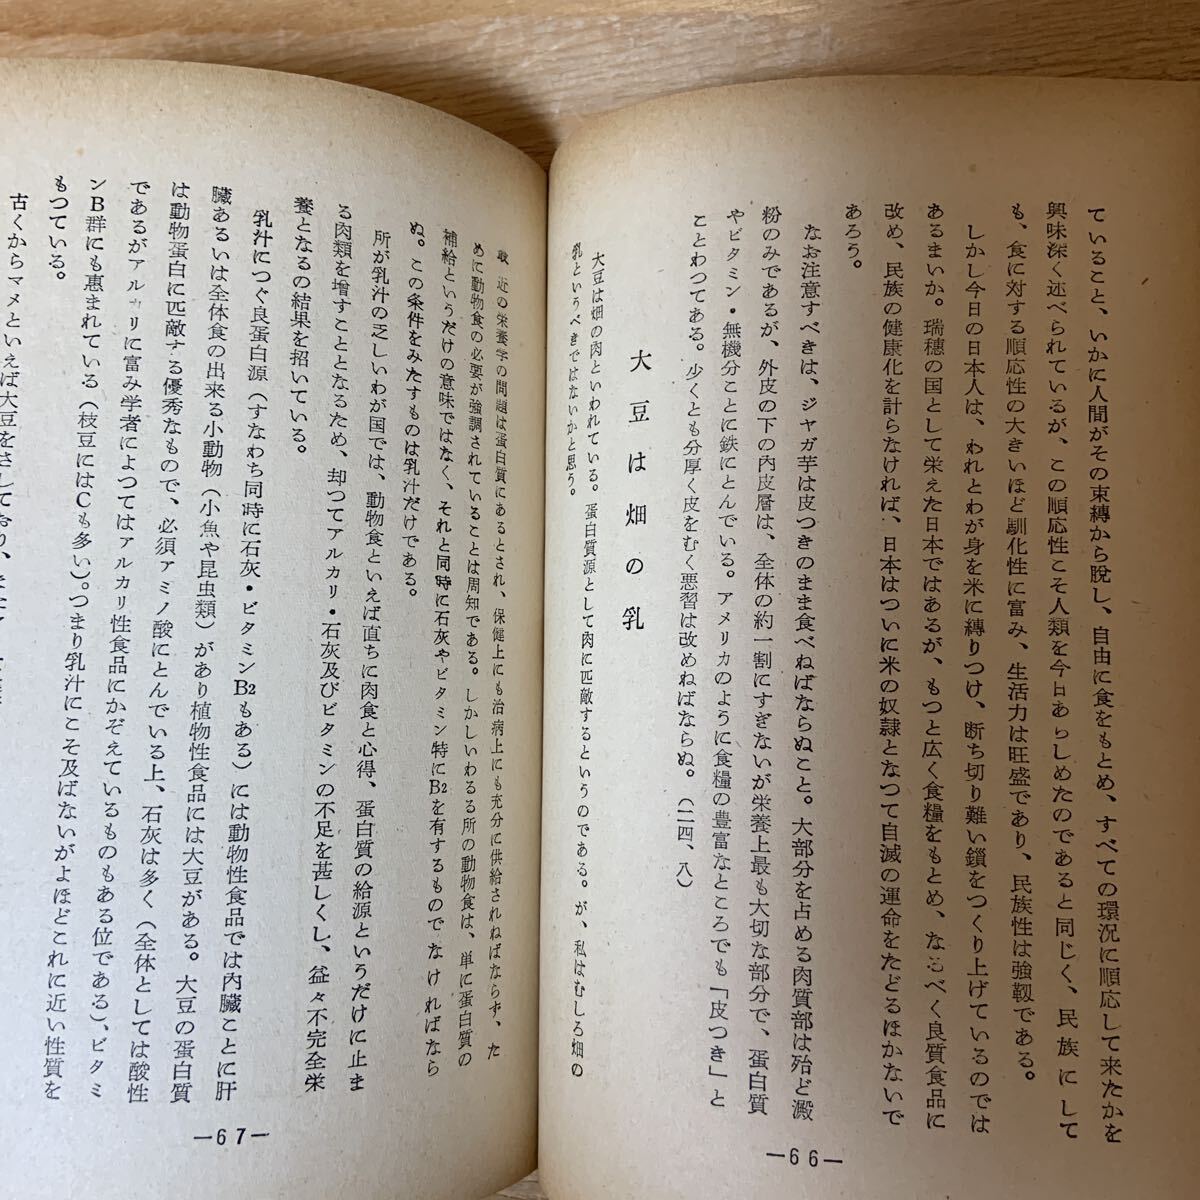 ていること、いかに人間がその束縛から脱し、自由に食をもとめ、すべての環況に順応して来たかを
興味深く述べられているが、この順応性こそ人類を今日あらしめたのであると同じく、民族にして
も、食に対する順応性の大きいほど馴化性に富み、生活力は旺盛であり、民族性は強靱である。
しかし今日の日本人は、われとわが身を米に縛りつけ、断ち切り難い鎖をつくり上げているのでは
あるまいか。瑞穂の国として栄えた日本ではあるが、もつと広く食糧をもとめ、なるべく良質食品に
改め、民族の健康化を計らなければ、日本はついに米の奴隷となつて自滅の運命をたどるほかないで
あろう。
なお注意すべきは、ジャガ芋は皮つきのまま食べねばならぬこと。大部分を占める肉質部は殆ど澱
粉のみであるが、外皮の下の内皮層は、全体の約一割にすぎないが栄養上最も大切な部分で、蛋白質
やビタミン・無機分ことに鉄にとんでいる。アメリカのように食糧の豊富なところでも「皮つき」と
ことわつてある。少くとも分厚く皮をむく悪習は改めねばならぬ。(二四、八)
大豆は畑の乳
大豆は畑の肉といわれている。蛋白質源として肉に匹敵するというのである。が、私はむしろ畑の
乳というべきではないかと思う。
—66—
最近の栄養学の問題は蛋白質にあるとされ、保健上にも治病上にも充分に供給されねばならず、た
めに動物食の必要が強調されていることは周知である。しかしいわゆる所の動物食は、単に蛋白質の
補給というだけの意味ではなく、それと同時に石灰やビタミン特にB2を有するものでなければなら
ぬ。この条件をみたすものは乳汁だけである。
所が乳汁の乏しいわが国では、動物食といえば直ちに肉食と心得、蛋白質の給源というだけに止ま
る肉類を増すこととなるため、却つてアルカリ・石灰及びビタミンの不足を甚しくし、益々不完全栄
養となるの結果を招いている。
乳汁につぐ良蛋白源(すなわち同時に石灰・ビタミンB2もある)には動物性食品では内臓ことに肝
臓あるいは全体食の出来る小動物(小魚や昆虫類)があり植物性食品には大豆がある。大豆の蛋白質
は動物蛋白に匹敵する優秀なもので、必須アミノ酸にとんでいる上、石灰は多く(全体としては酸性
であるがアルカリに富み学者によつてはアルカリ性食品にかぞえているものもある位である)、ビタミ
ンB群にも恵まれている(枝豆にはCも多い)。つまり乳汁にこそ及ばないがよほどこれに近い性質を
もつている。
古くからマメといえば大豆をさしており、
—67—